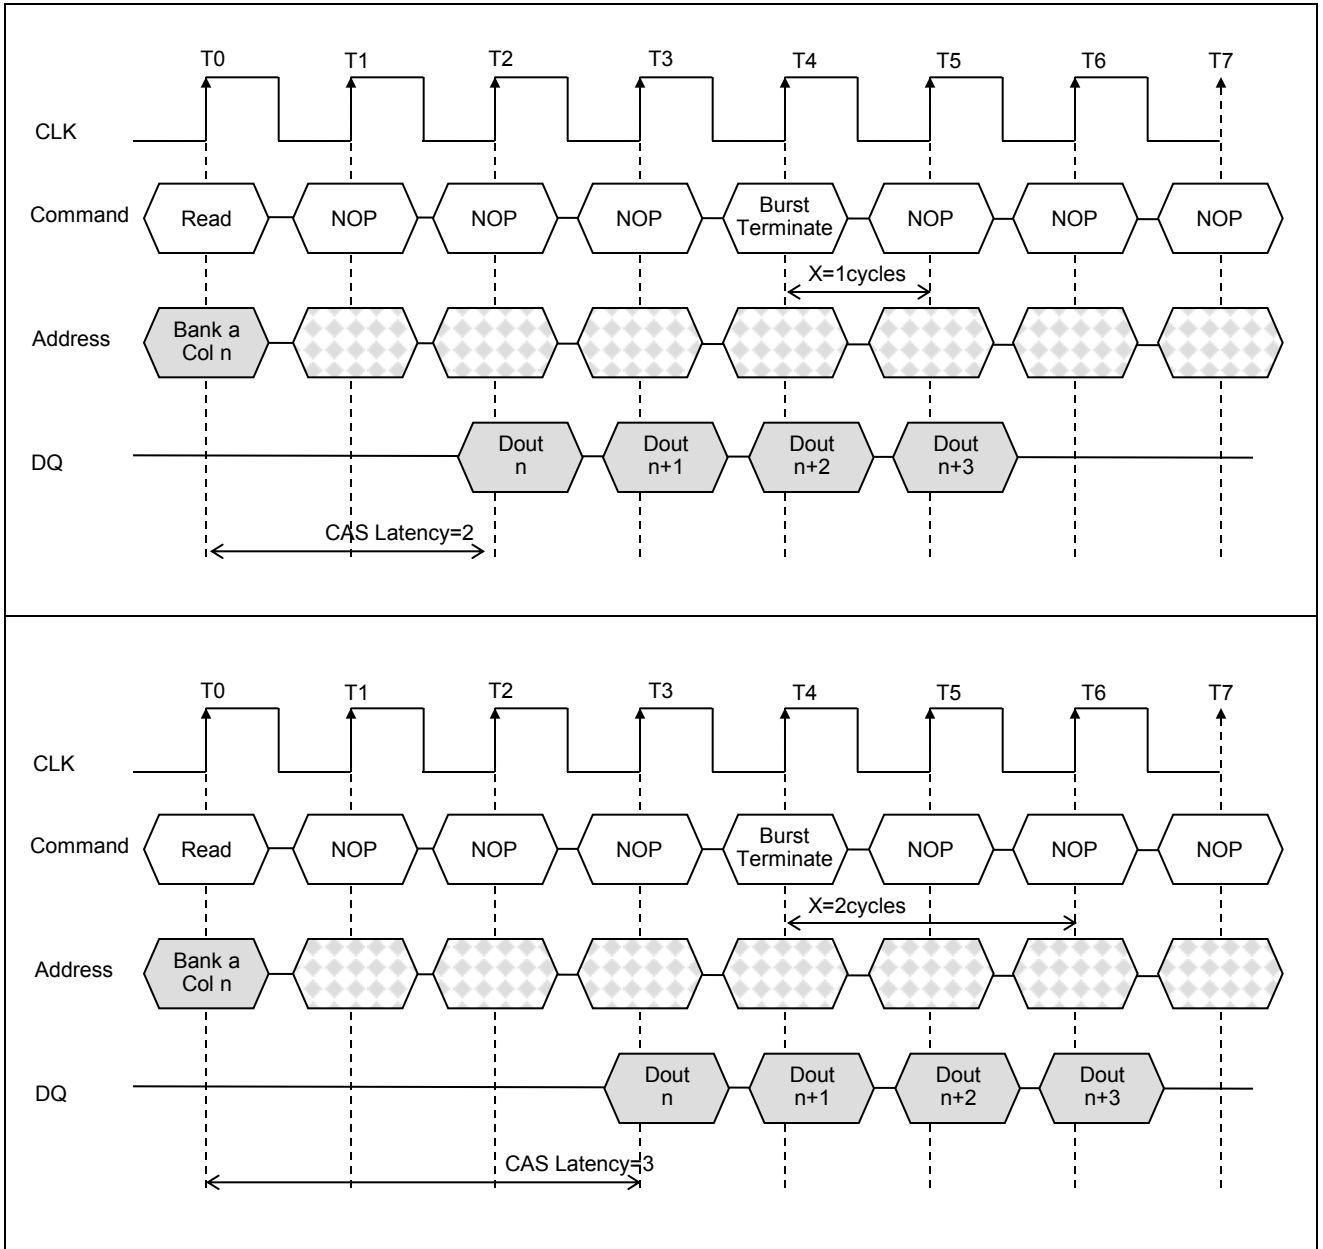 T0 T1 T2 T3 T4 T5 T6 T7
CLK
Command Read NOP NOP NOP Burst Terminate NOP NOP NOP
X=1cycles
Address Bank a Col n
DQ Dout n Dout n+1 Dout n+2 Dout n+3
CAS Latency=2
T0 T1 T2 T3 T4 T5 T6 T7
CLK
Command Read NOP NOP NOP Burst Terminate NOP NOP NOP
X=2cycles
Address Bank a Col n
DQ Dout n Dout n+1 Dout n+2 Dout n+3
CAS Latency=3